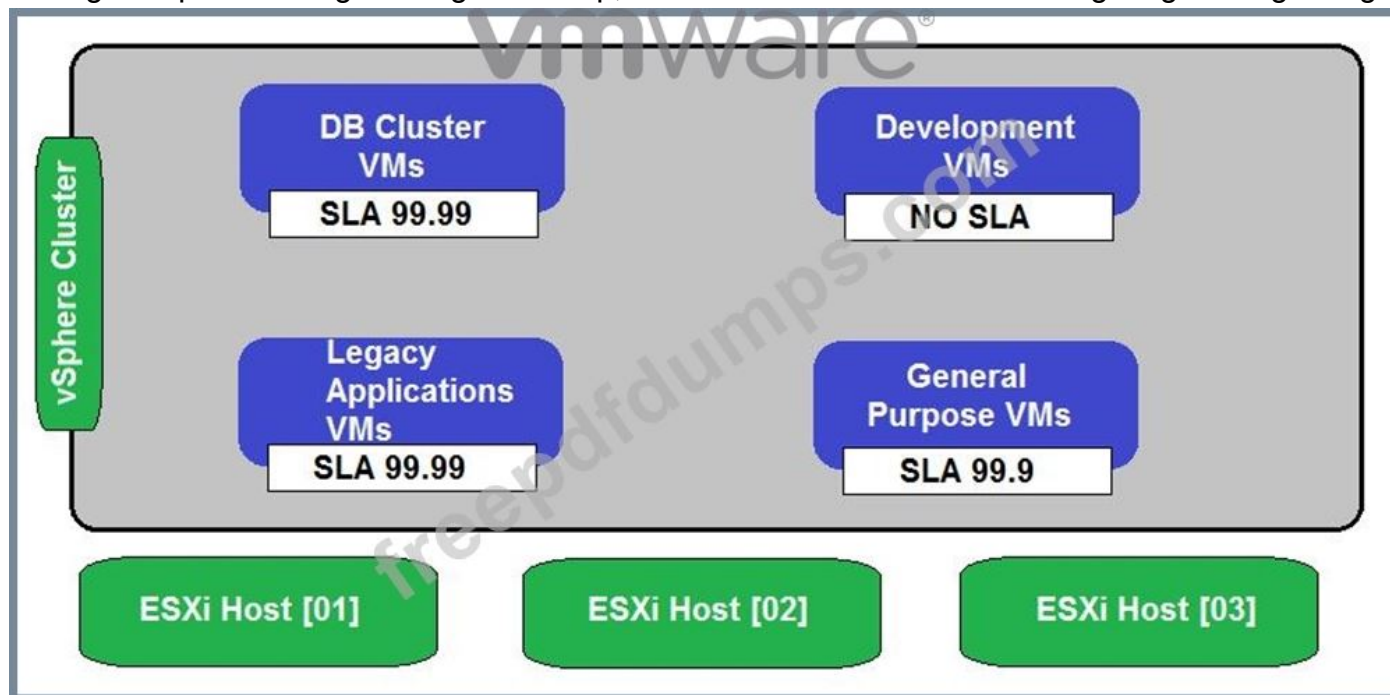 vmware®
DB Cluster
VMs
SLA 99.99
Development
VMs
NO SLA
vSphere Cluster
Legacy
Applications
VMs
SLA 99.99
General
Purpose VMs
SLA 99.9
freepdfdumps.com
ESXi Host [01]
ESXi Host [02]
ESXi Host [03]